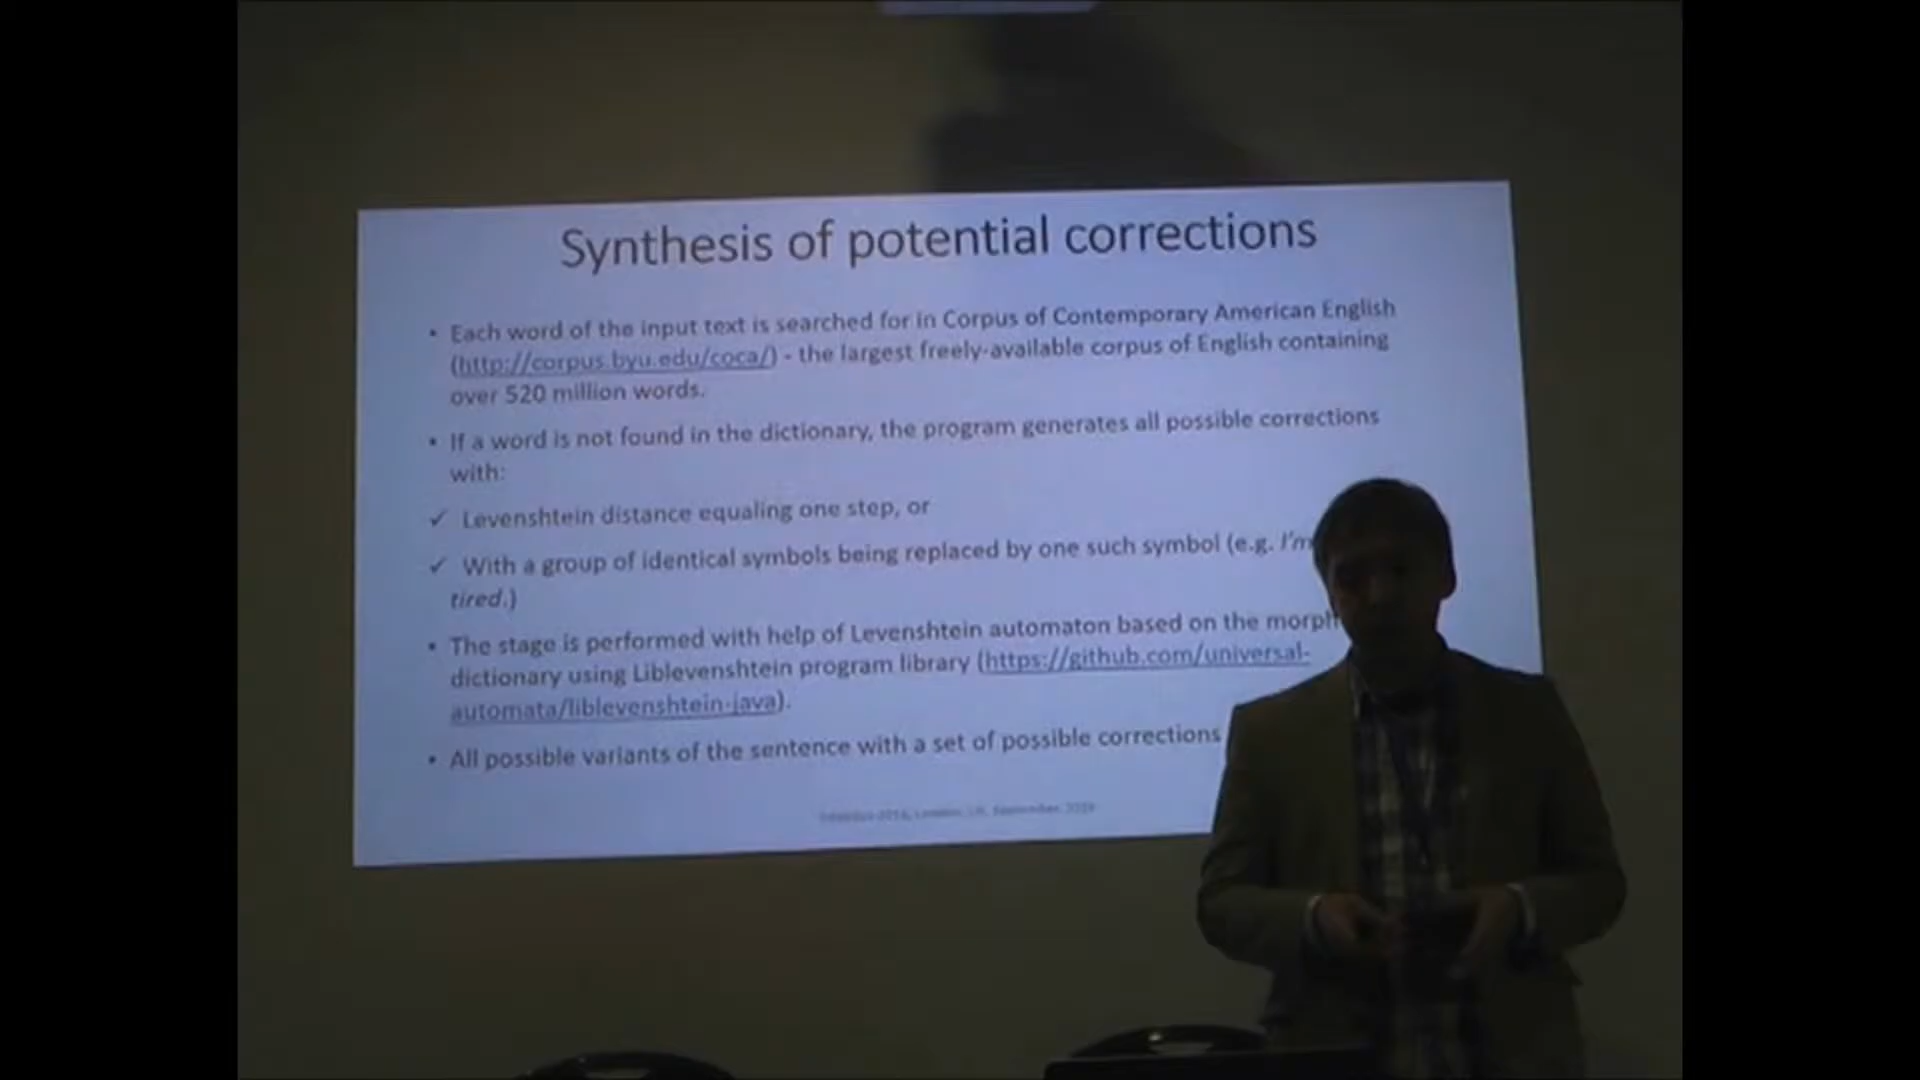 Synthesis of potential corrections
• Each word of the input text is searched for in Corpus of Contemporary American English
(http://corpus.byu.edu/coca/) - the largest freely-available corpus of English containing
over 520 million words.
• If a word is not found in the dictionary, the program generates all possible corrections
with:
✓ Levenshtein distance equaling one step, or
✓ With a group of identical symbols being replaced by one such symbol (e.g. I'm
tired.)
• The stage is performed with help of Levenshtein automaton based on the
dictionary using Liblevenshtein program library (https://github.com/universal-
automata/liblevenshtein-java).
• All possible variants of the sentence with a set of possible corrections
September, 2016